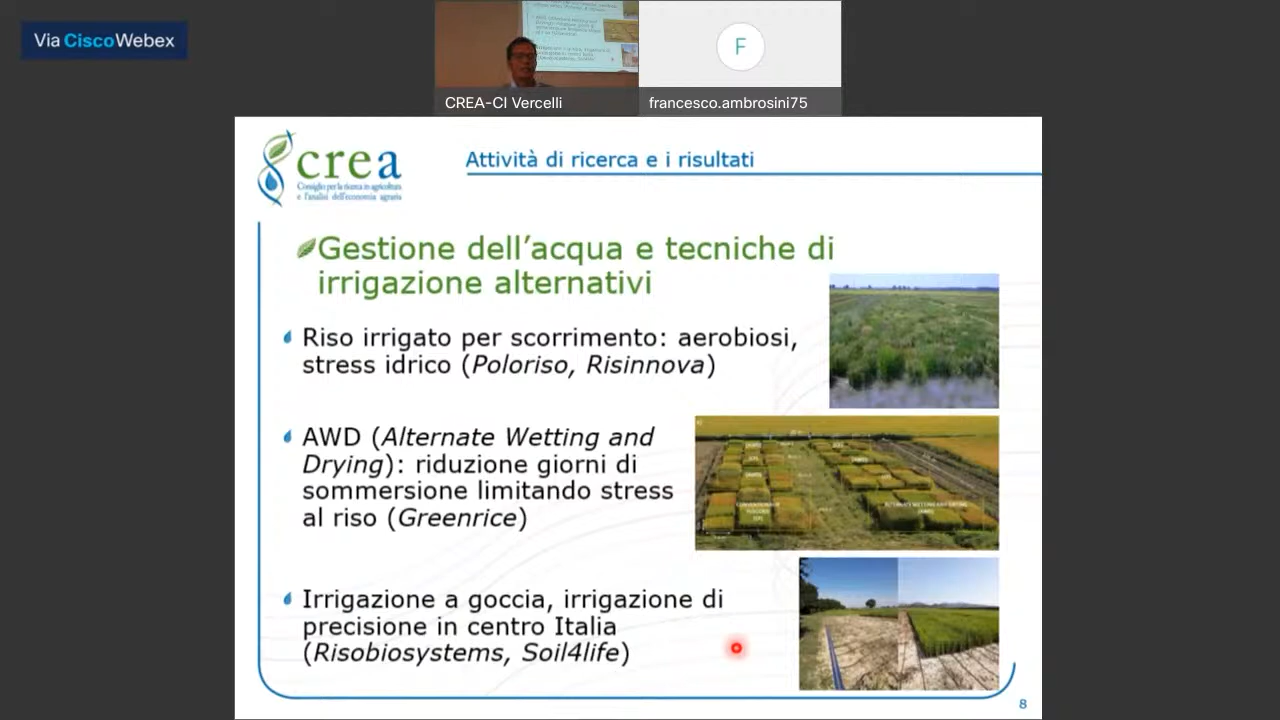 Via Cisco Webex
F
CREA-CI Vercelli
francesco.ambrosini75
crea
Consiglio per la ricerca in agricoltura
e l'analisi dell'economia agraria
Attività di ricerca e i risultati
Gestione dell'acqua e tecniche di
irrigazione alternativi
Riso irrigato per scorrimento: aerobiosi,
stress idrico (Poloriso, Risinnova)
AWD (Alternate Wetting and
Drying): riduzione giorni di
sommersione limitando stress
al riso (Greenrice)
Irrigazione a goccia, irrigazione di
precisione in centro Italia
(Risobiosystems, Soil4life)
8